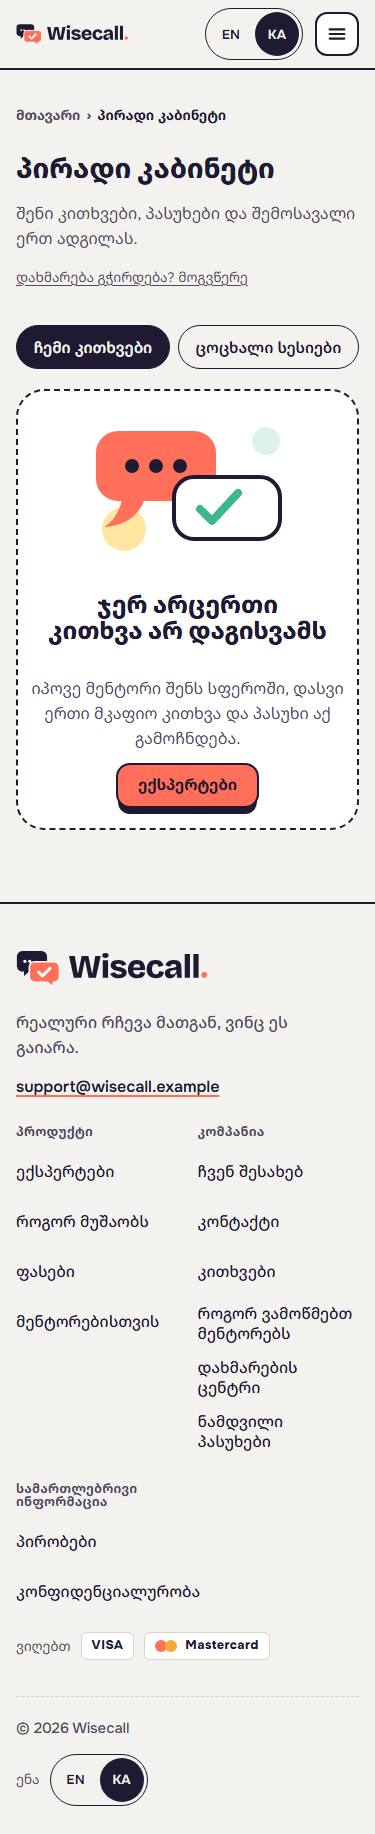 Wisecall.
EN KA
მთავარი › პირადი კაბინეტი
პირადი კაბინეტი
შენი კითხვები, პასუხები და შემოსავალი
ერთ ადგილას.
დახმარება გჭირდება? მოგვწერე
ჩემი კითხვები
ცოცხალი სესიები
ჯერ არცერთი
კითხვა არ დაგისვამს
იპოვე მენტორი შენს სფეროში, დასვი
ერთი მკაფიო კითხვა და პასუხი აქ
გამოჩნდება.
ექსპერტები
Wisecall.
რეალური რჩევა მათგან, ვინც ეს
გაიარა.
support@wisecall.example
პროდუქტი
ექსპერტები
როგორ მუშაობს
ფასები
მენტორებისთვის
კომპანია
ჩვენ შესახებ
კონტაქტი
კითხვები
როგორ ვამოწმებთ
მენტორებს
დახმარების
ცენტრი
ნამდვილი
პასუხები
სამართლებრივი
ინფორმაცია
პირობები
კონფიდენციალურობა
ვიღებთ VISA Mastercard
© 2026 Wisecall
ენა EN KA